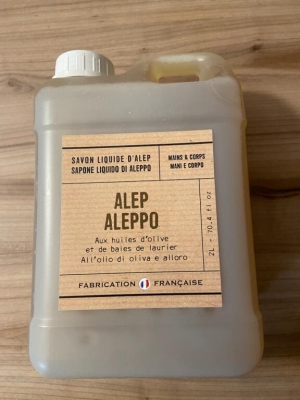 SAVON LIQUIDE D'ALEP
SAPONE LIQUIDO DI ALEPPO
MAINS & CORPS
MANI E CORPO
ALEP
ALEPPO
Aux huiles d'olive
et de baies de laurier
All'olio di oliva e alloro
2L - 70.4 fl oz
FABRICATION FRANÇAISE